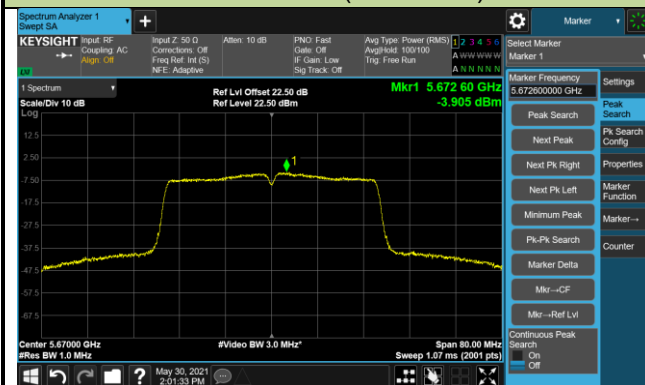 Spectrum Analyzer 1
Swept SA
Marker
KEYSIGHT
Input: RF
Coupling: AC
Align: Off
Input Z: 50 Ω
Corrections: Off
Freq Ref: Int (S)
NFE: Adaptive
Atten: 10 dB
PNO: Fast
Gate: Off
IF Gain: Low
Sig Track: Off
Avg Type: Power (RMS)
Avg|Hold: 100/100
Trig: Free Run
1 2 3 4 5 6
A W W W W W
A N N N N N
LV
Select Marker
Marker 1
1 Spectrum
Scale/Div 10 dB
Log
Ref Lvl Offset 22.50 dB
Ref Level 22.50 dBm
Mkr1 5.672 60 GHz
-3.905 dBm
Marker Frequency
5.672600000 GHz
Settings
Peak Search
Next Peak
Next Pk Right
Next Pk Left
Minimum Peak
Pk-Pk Search
Marker Delta
Mkr→CF
Mkr→Ref Lvl
Continuous Peak
Search
On
Off
Peak
Search
Pk Search
Config
Properties
Marker
Function
Marker→
Counter
12.5
2.50
-7.50
-17.5
-27.5
-37.5
-47.5
-57.5
-67.5
1
Center 5.67000 GHz
#Res BW 1.0 MHz
#Video BW 3.0 MHz*
Span 80.00 MHz
Sweep 1.07 ms (2001 pts)
May 30, 2021
2:01:33 PM